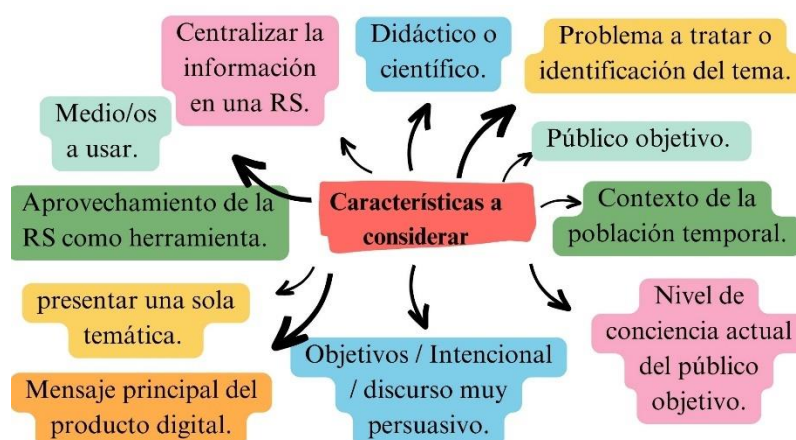 Centralizar la
información
en una RS.
Didáctico o
científico.
Problema a tratar o
identificación del tema.
Medio/os
a usar.
Público objetivo.
Aprovechamiento de la
RS como herramienta.
Características a
considerar
Contexto de la
población temporal.
presentar una sola
temática.
Nivel de
conciencia actual
del público
objetivo.
Objetivos / Intencional
/ discurso muy
persuasivo.
Mensaje principal del
producto digital.